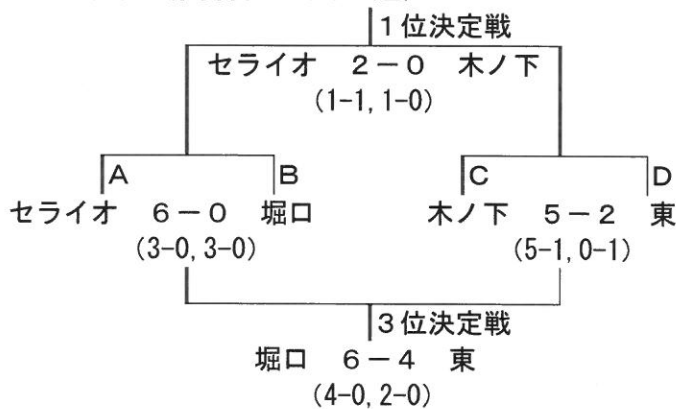 1位決定戦
セライオ 2-0 木ノ下
(1-1, 1-0)
A B C D
セライオ 6-0 堀口 木ノ下 5-2 東
(3-0, 3-0) (5-1, 0-1)
3位決定戦
堀口 6-4 東
(4-0, 2-0)